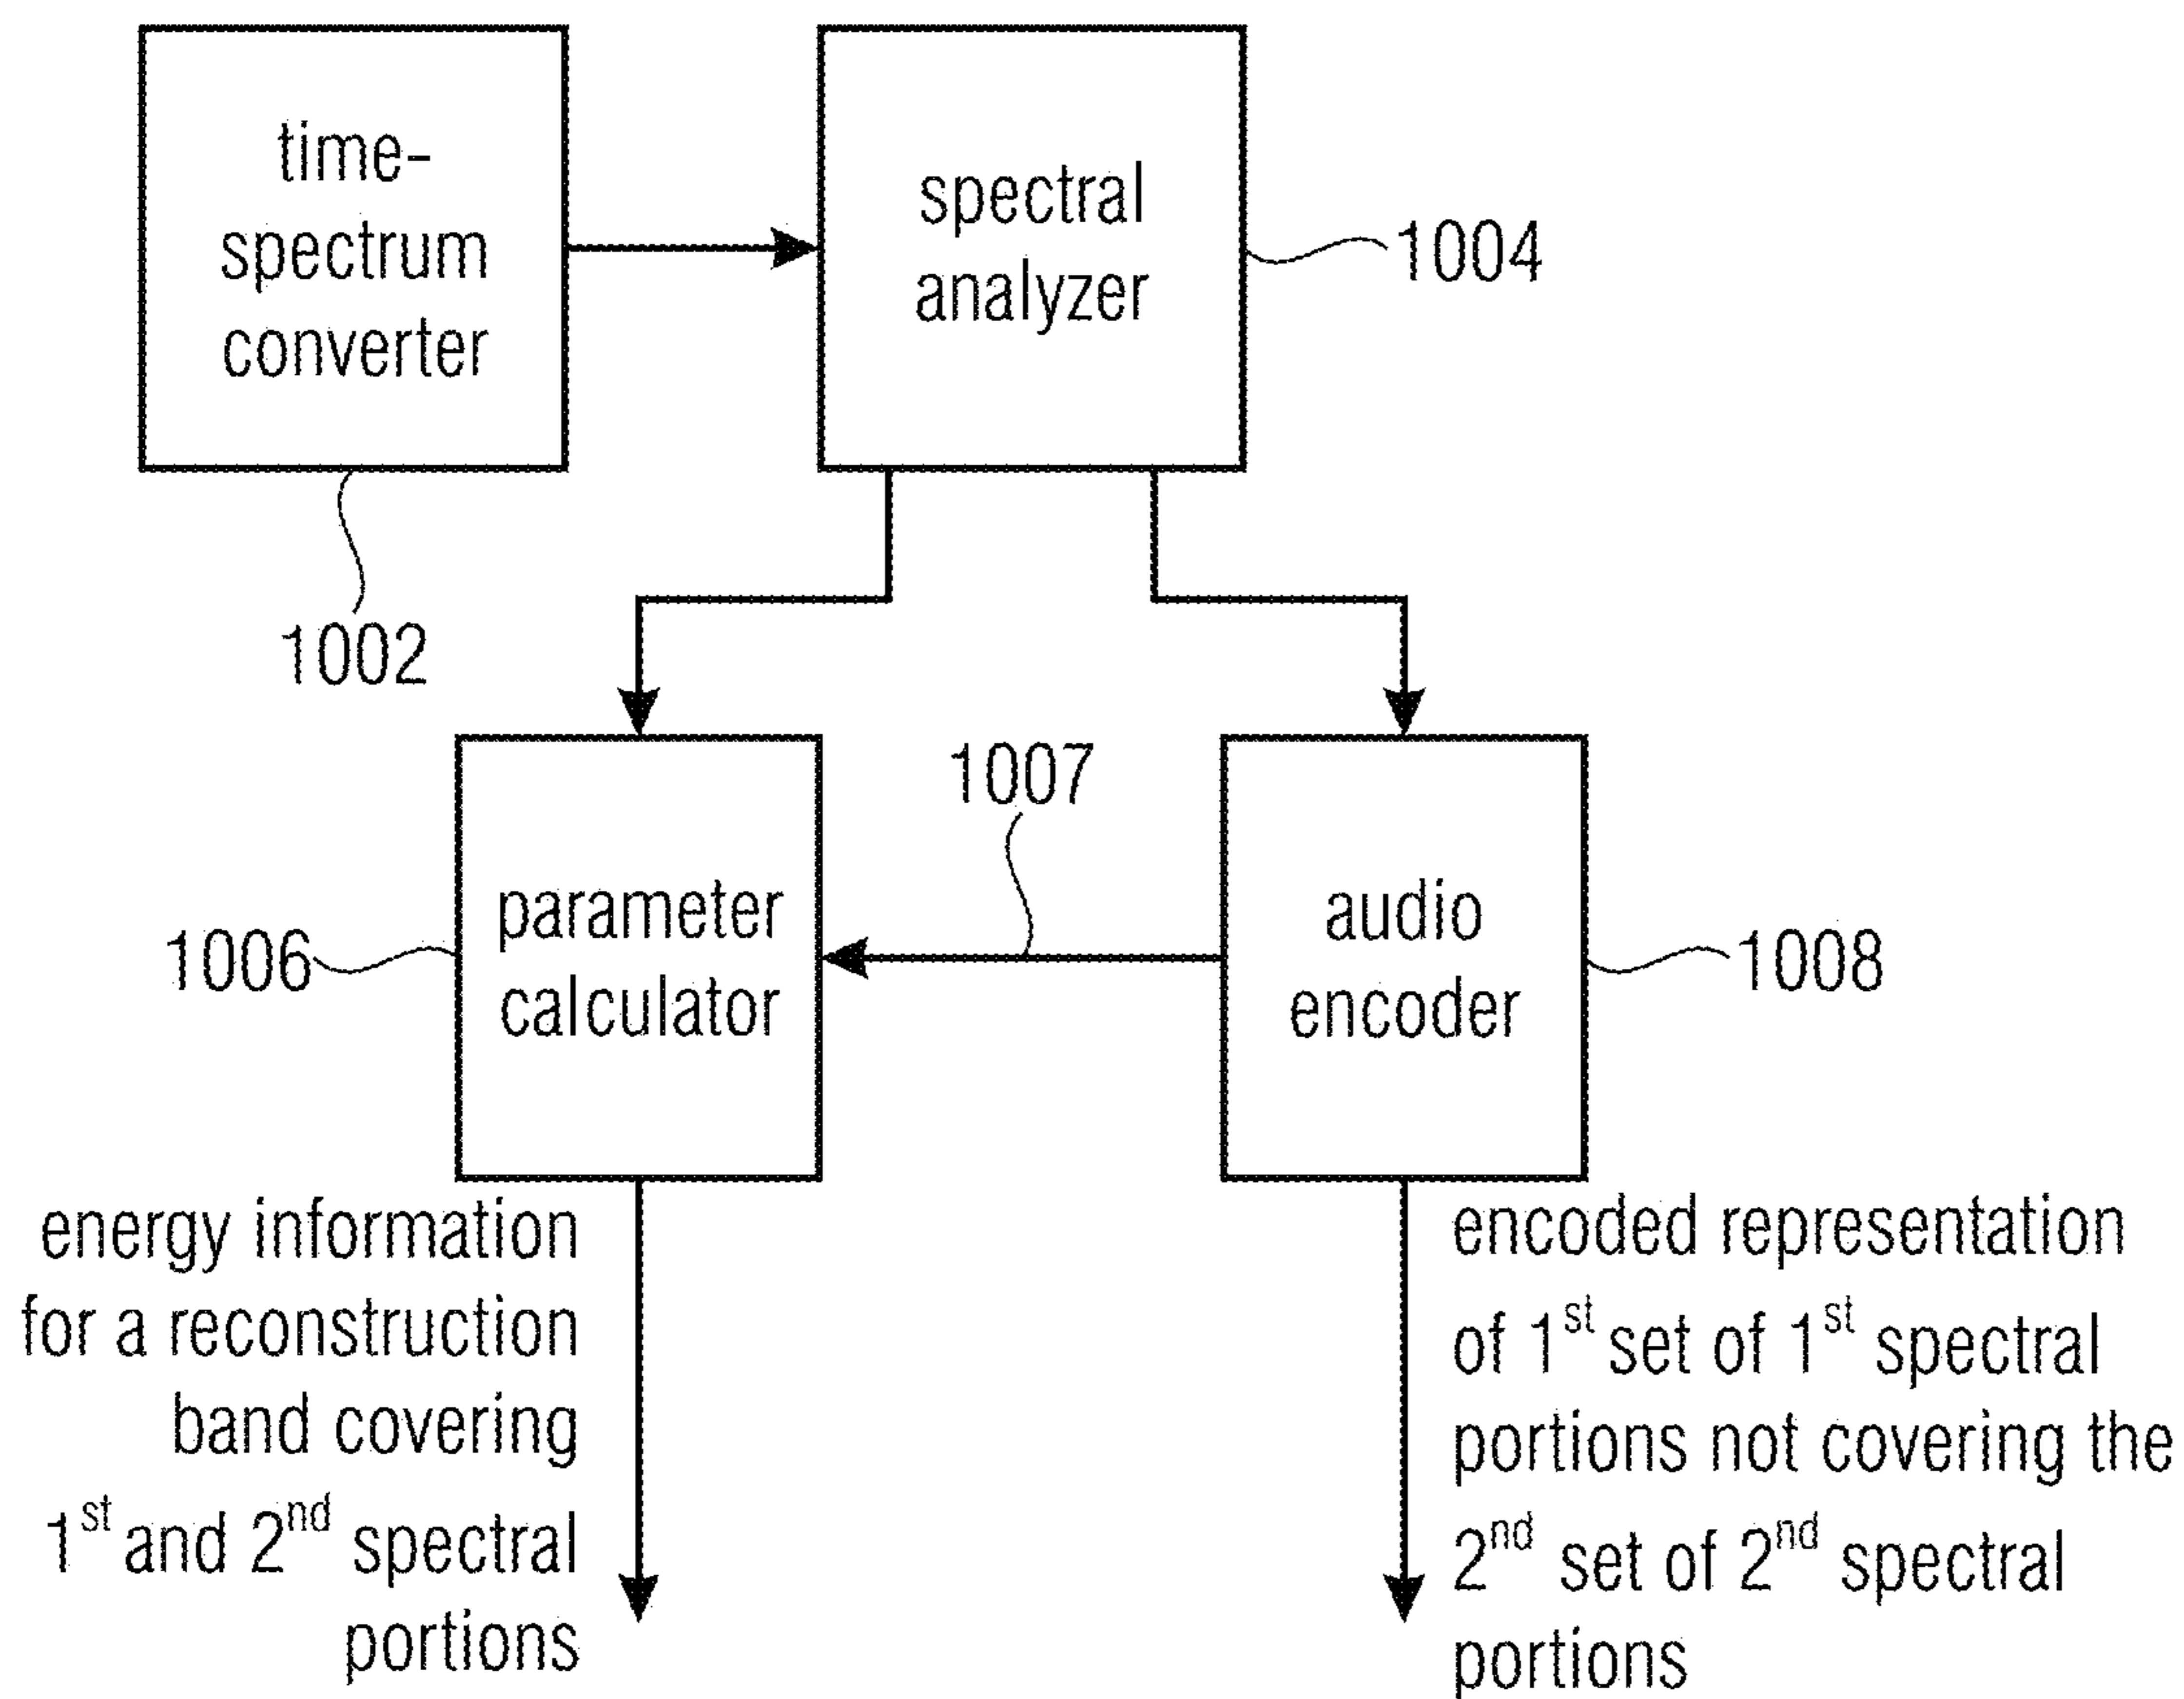 time-
spectrum
converter
spectral
analyzer
1004
1002
1007
parameter
calculator
1006
audio
encoder
1008
energy information
for a reconstruction
band covering
1st and 2nd spectral
portions
encoded representation
of 1st set of 1st spectral
portions not covering the
2nd set of 2nd spectral
portions